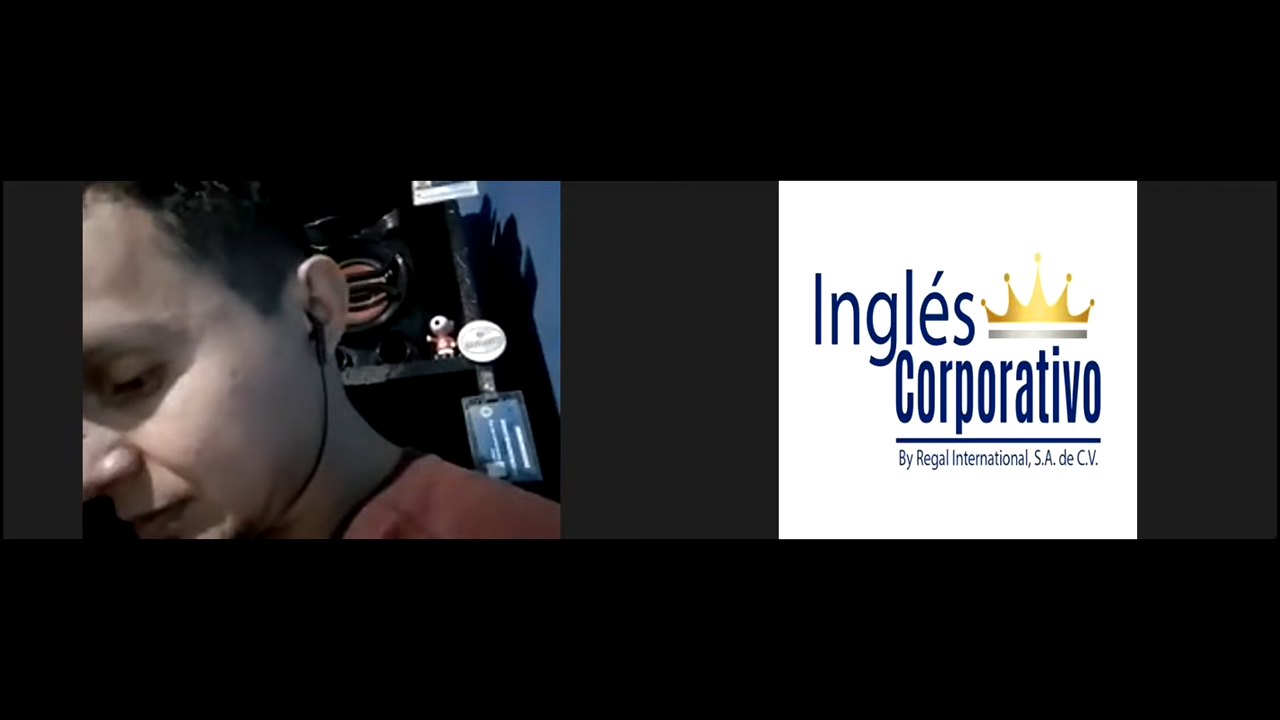 Inglés
Corporativo
By Regal International, S.A. de C.V.